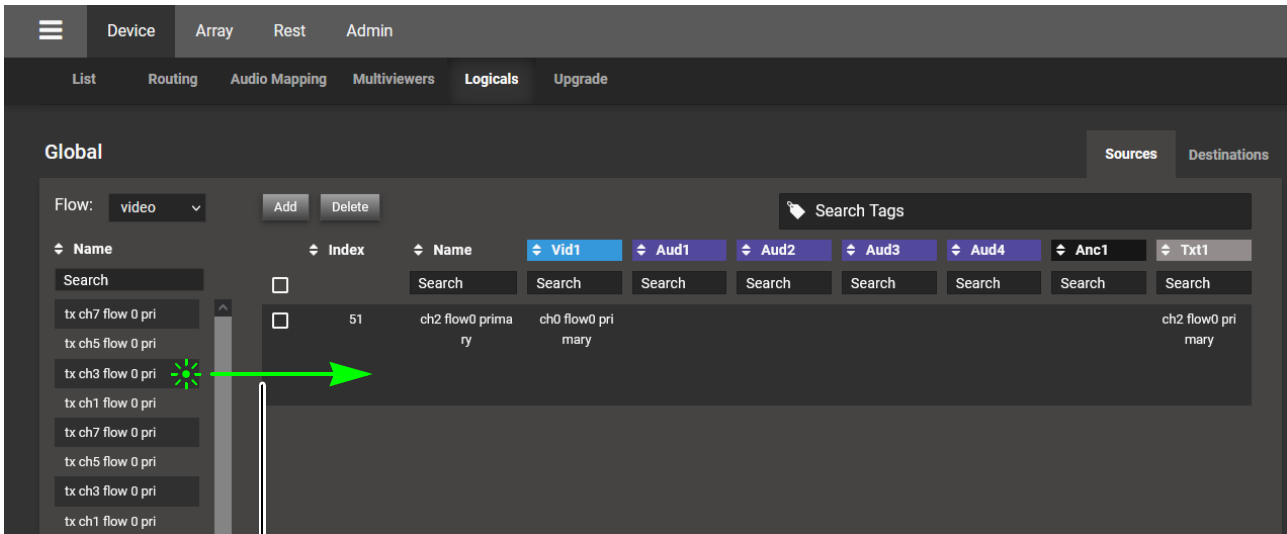 Device Array Rest Admin
List Routing Audio Mapping Multiviewers Logicals Upgrade
Global
Sources Destinations
Flow: video Add Delete Search Tags
Name Index Name Vid1 Aud1 Aud2 Aud3 Aud4 Anc1 Txt1
Search Search Search Search Search Search Search Search Search
tx ch7 flow 0 pri 51 ch2 flow0 prima ch0 flow0 pri ch2 flow0 pri
ry mary mary
tx ch5 flow 0 pri
tx ch3 flow 0 pri
tx ch1 flow 0 pri
tx ch7 flow 0 pri
tx ch5 flow 0 pri
tx ch3 flow 0 pri
tx ch1 flow 0 pri